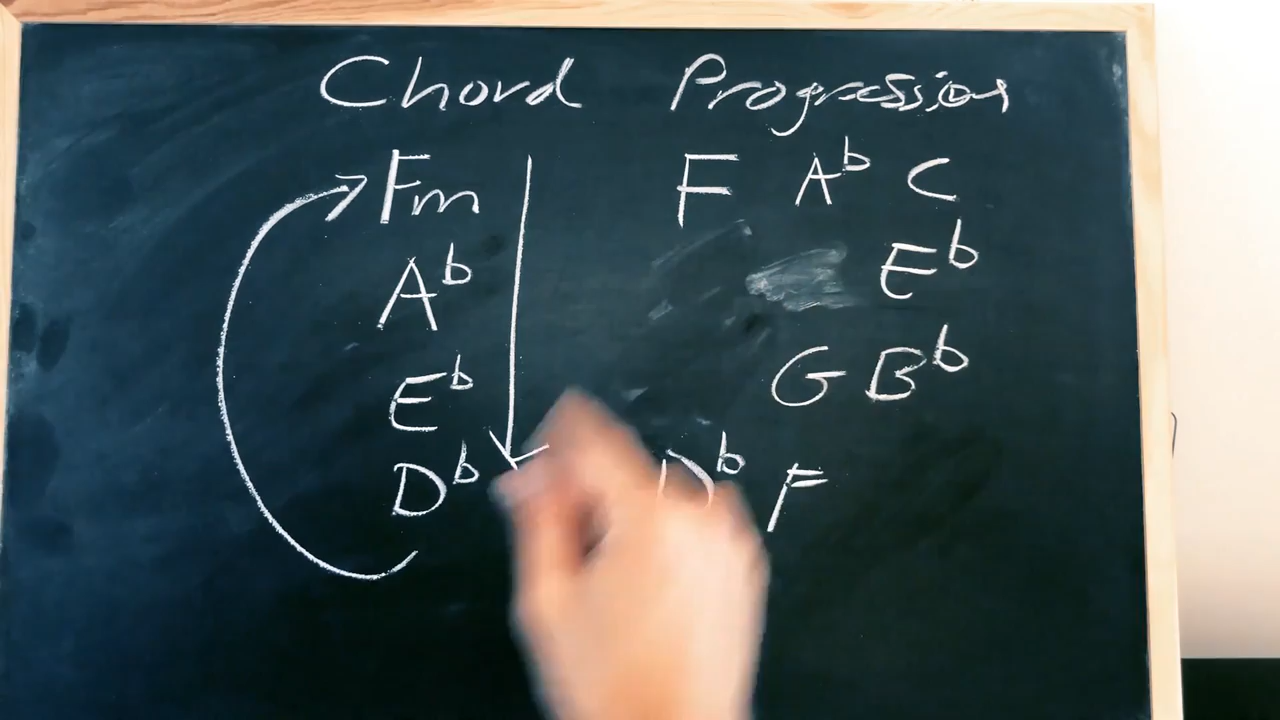 Chord Progression
Fm F A♭ C
A♭ E♭
E♭ G B♭
D♭ D♭ F